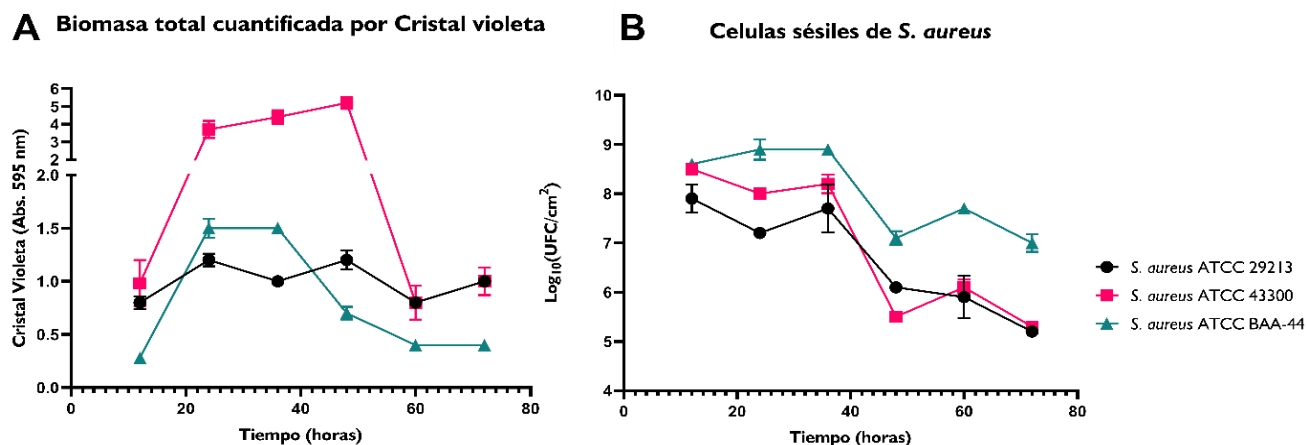 A Biomasa total cuantificada por Cristal violeta
Cristal Violeta (Abs. 595 nm)
6
5
4
3
2
2.0
1.5
1.0
0.5
0.0
0 20 40 60 80
Tiempo (horas)
B Celulas sésiles de S. aureus
Log10(UFC/cm2)
10
9
8
7
6
5
4
0 20 40 60 80
Tiempo (horas)
S. aureus ATCC 29213
S. aureus ATCC 43300
S. aureus ATCC BAA-44